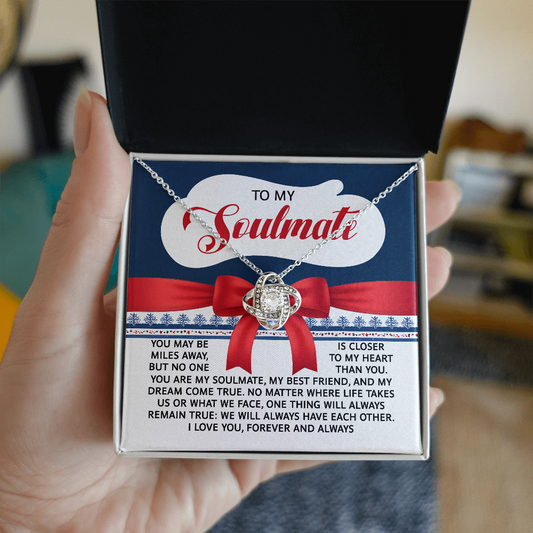 TO MY
Soulmate
YOU MAY BE IS CLOSER
MILES AWAY, TO MY HEART
BUT NO ONE THAN YOU.
YOU ARE MY SOULMATE, MY BEST FRIEND, AND MY
DREAM COME TRUE. NO MATTER WHERE LIFE TAKES
US OR WHAT WE FACE, ONE THING WILL ALWAYS
REMAIN TRUE: WE WILL ALWAYS HAVE EACH OTHER.
I LOVE YOU, FOREVER AND ALWAYS